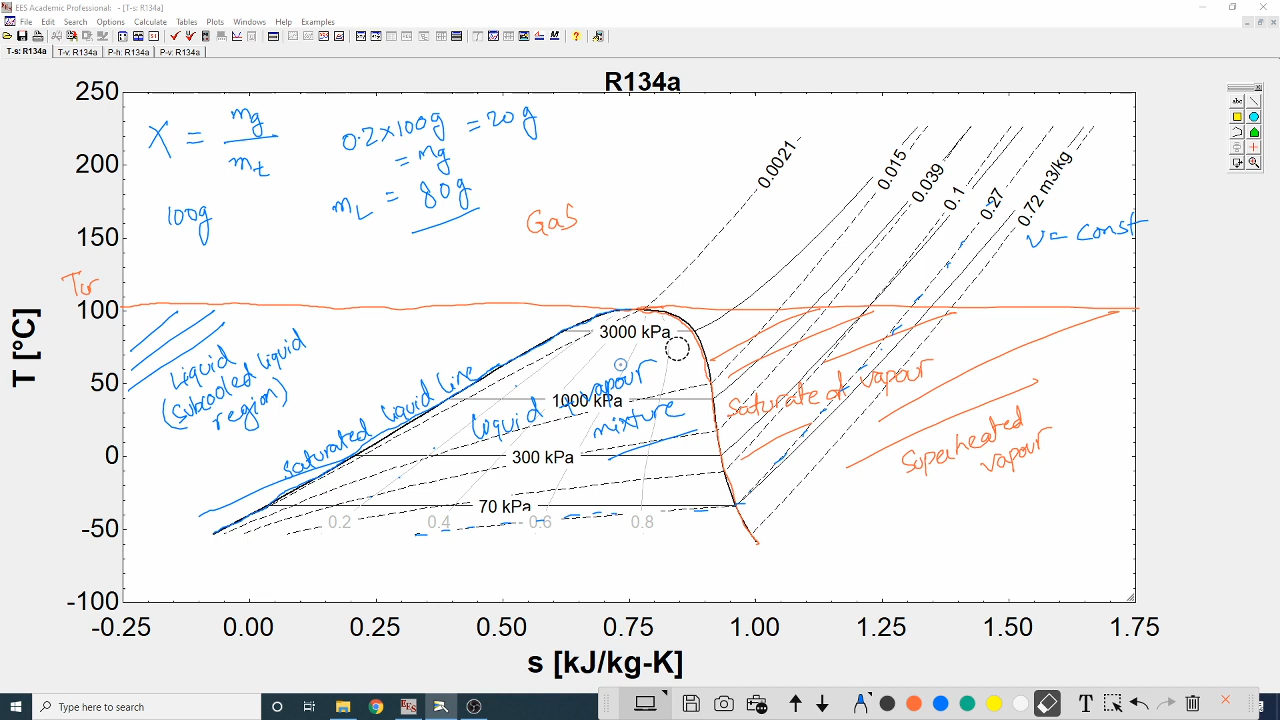 EES Academic Professional: - [T-s: R134a]
File Edit Search Options Calculate Tables Plots Windows Help Examples
T-s: R134a T-v: R134a P-h: R134a P-v: R134a
R134a
250
200
150
100
50
0
-50
-100
T [°C]
-0.25 0.00 0.25 0.50 0.75 1.00 1.25 1.50 1.75
s [kJ/kg-K]
X = mg
mt
0.2×100g = 20g
= mg
mL = 80g
100g
Gas
Tcr
0.0021
0.015
0.039
0.1
0.27
0.72 m3/kg
v= const
3000 kPa
1000 kPa
300 kPa
70 kPa
0.2 0.4 0.6 0.8
Liquid
(subcooled liquid
region)
saturated liquid line
liquid + vapour
mixture
Saturated vapour
Superheated
vapour
abc
Type here to search
EES
T